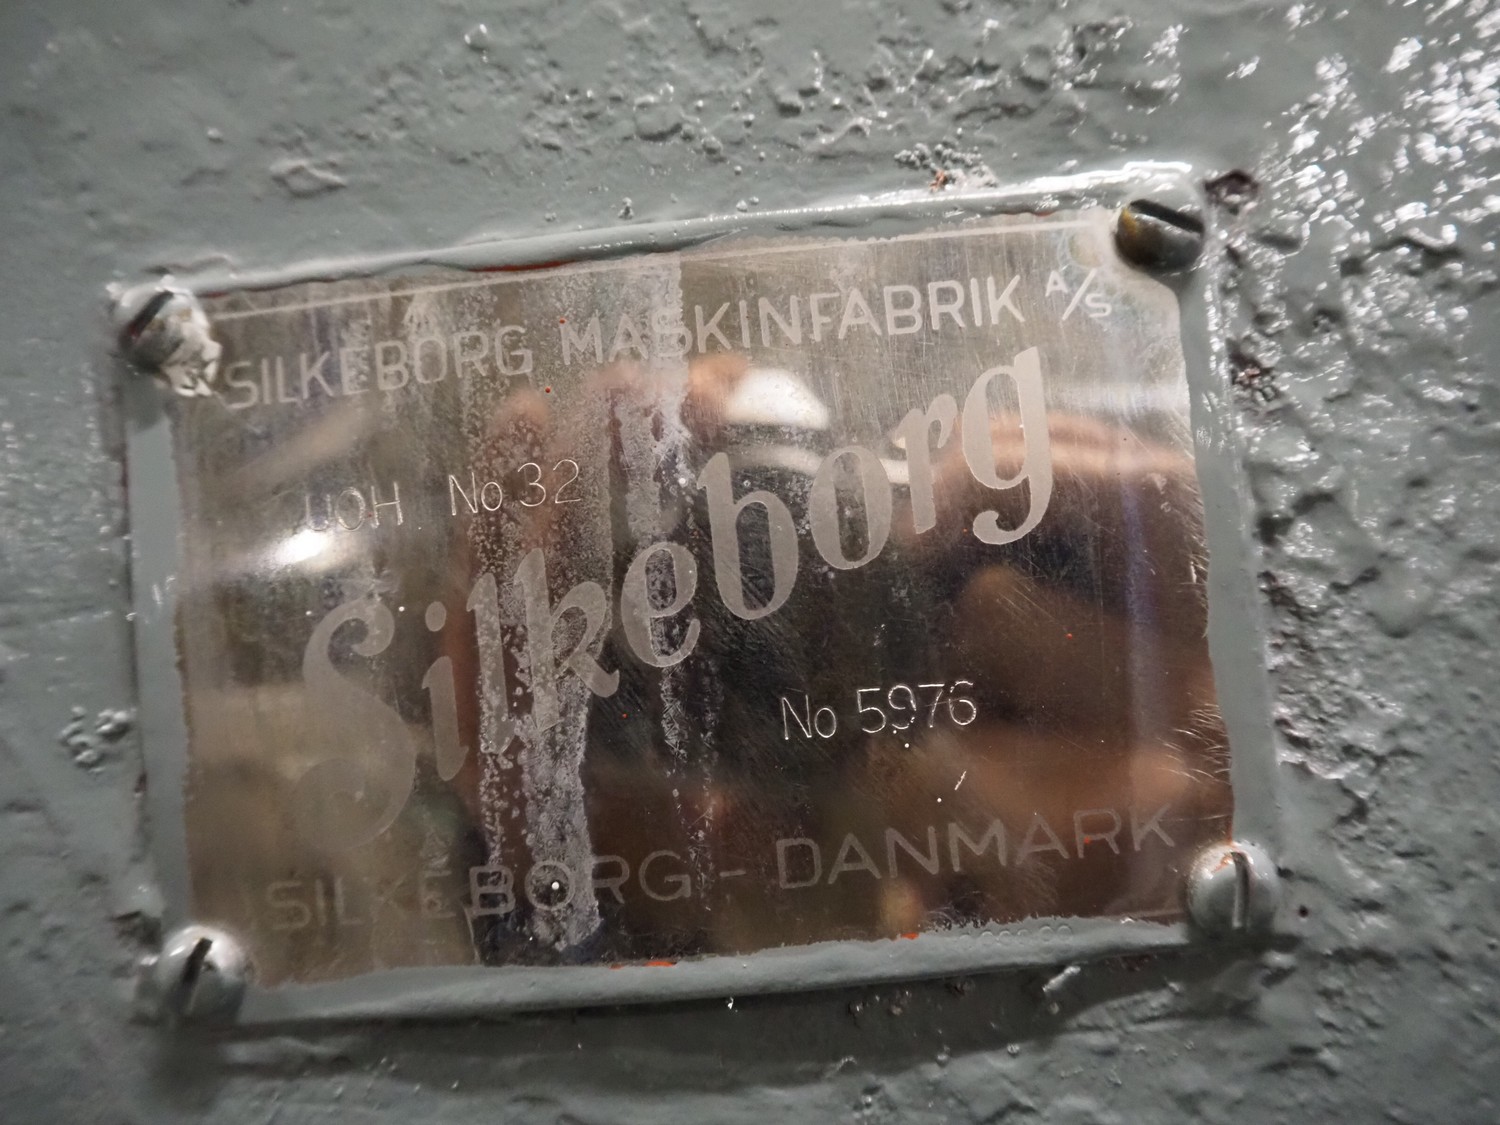 SILKEBORG MASKINFABRIK A/S
UOH No 32
Silkeborg
No 5976
SILKEBORG - DANMARK